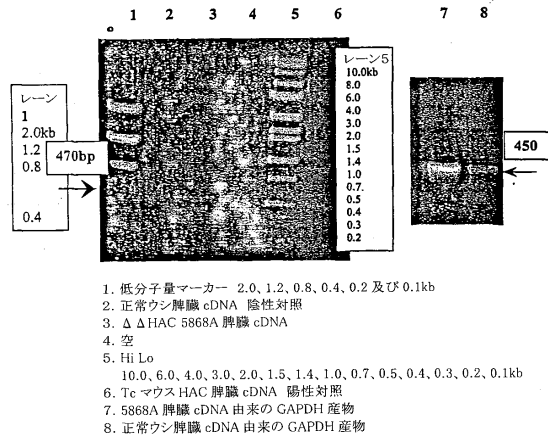 1 2 3 4 5 6 7 8
レーン
1
2.0kb
1.2
0.8
0.4
470bp
レーン5
10.0kb
8.0
6.0
4.0
3.0
2.0
1.5
1.4
1.0
0.7.
0.5
0.4
0.3
0.2
450
1. 低分子量マーカー 2.0、1.2、0.8、0.4、0.2 及び 0.1kb
2. 正常ウシ脾臓 cDNA 陰性対照
3. ΔΔHAC 5868A 脾臓 cDNA
4. 空
5. Hi Lo
10.0、6.0、4.0、3.0、2.0、1.5、1.4、1.0、0.7、0.5、0.4、0.3、0.2、0.1kb
6. Tc マウス HAC 脾臓 cDNA 陽性対照
7. 5868A 脾臓 cDNA 由来の GAPDH 産物
8. 正常ウシ脾臓 cDNA 由来の GAPDH 産物